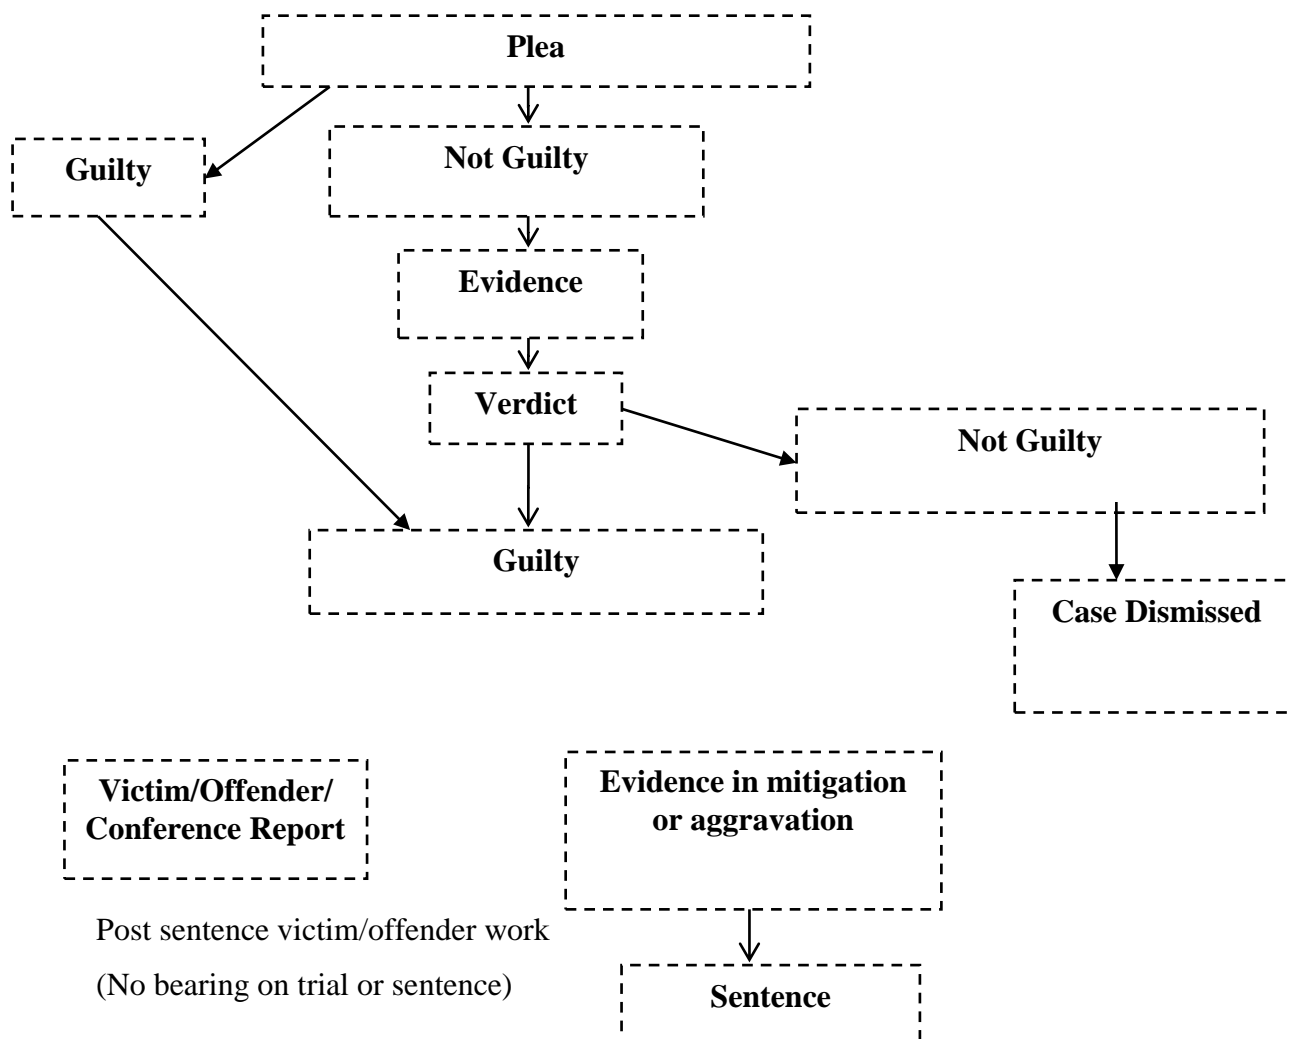 Plea
Guilty
Not Guilty
Evidence
Verdict
Not Guilty
Guilty
Case Dismissed
Victim/Offender/
Conference Report
Evidence in mitigation
or aggravation
Post sentence victim/offender work
(No bearing on trial or sentence)
Sentence